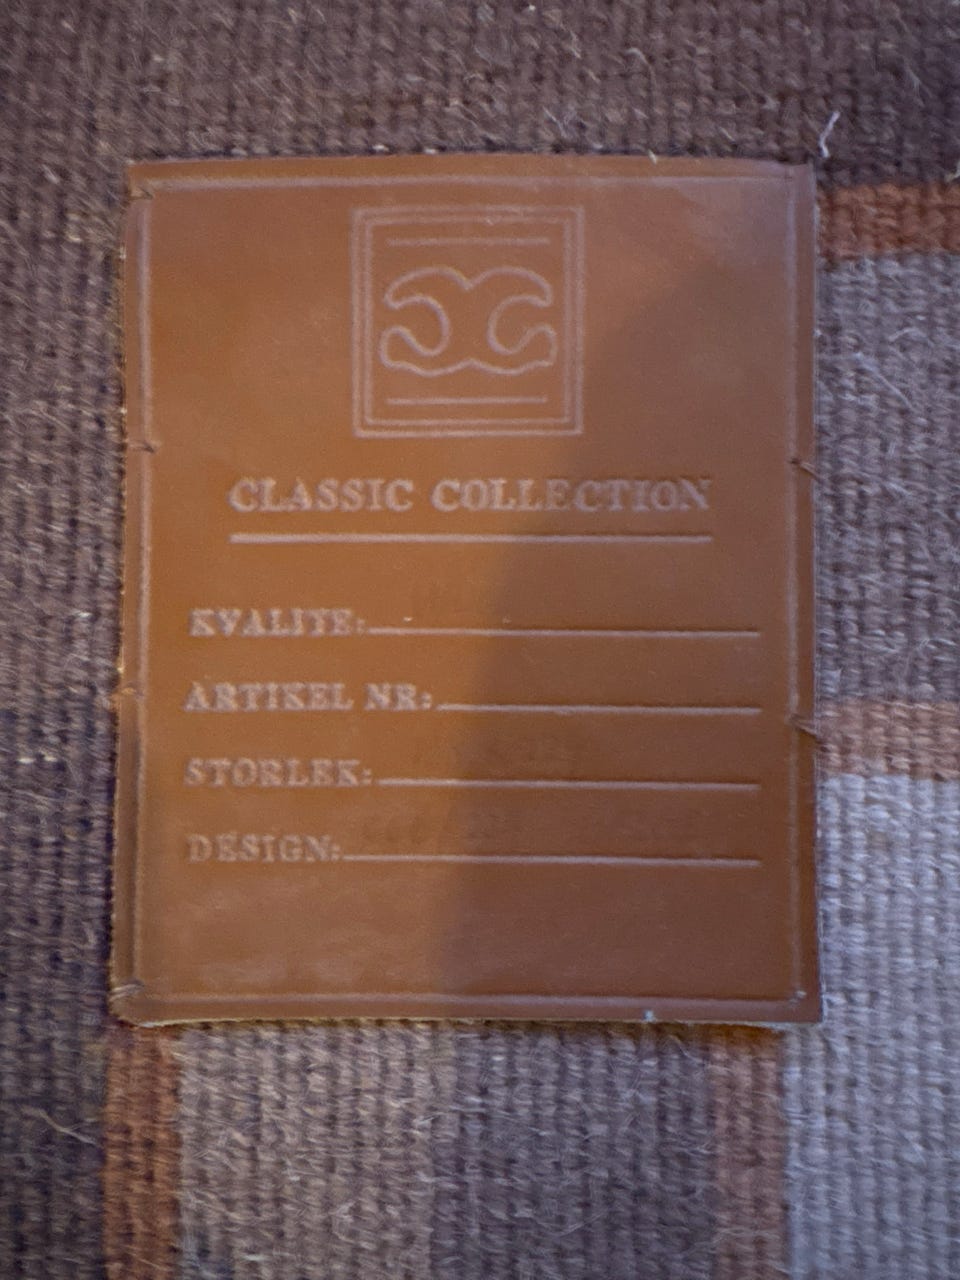 CLASSIC COLLECTION
KVALITE:
ARTIKEL NR:
STORLEK:
DESIGN: